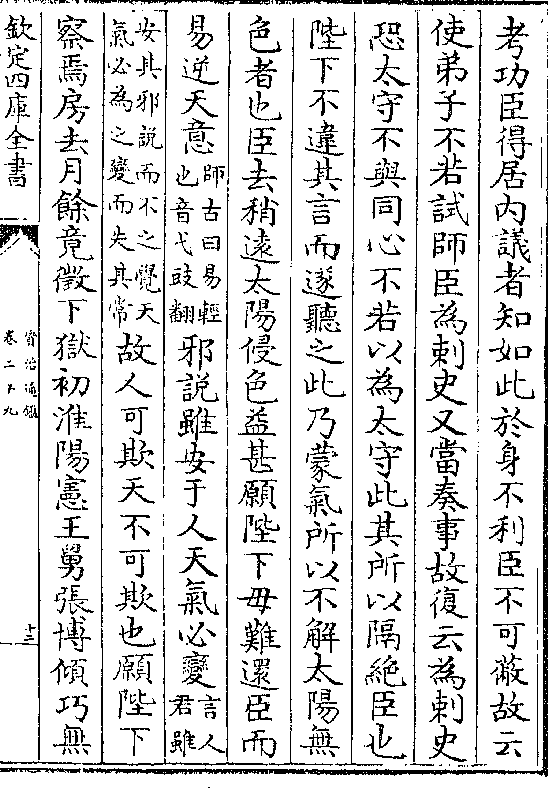 考功臣得居內議者知如此於身不利臣不可蔽故云
使弟子不若試師臣為刺史又當奏事故復云為刺史
恐太守不與同心不若以為太守此其所以隔絶臣也
陛下不違其言而遂聽之此乃蒙氣所以不解太陽無
色者也臣去稍遠太陽侵色益甚願陛下毋難還臣而
易逆天意師古曰易輕也音弋豉翻邪說雖安于人天氣必變言人君雖
安其邪說而不之覺天氣必為之變而失其常故人可欺天不可欺也願陛下
察焉房去月餘竟徵下獄初淮陽憲王舅張博傾巧無
欽定四庫全書
資治通鑑
卷二十九
十三